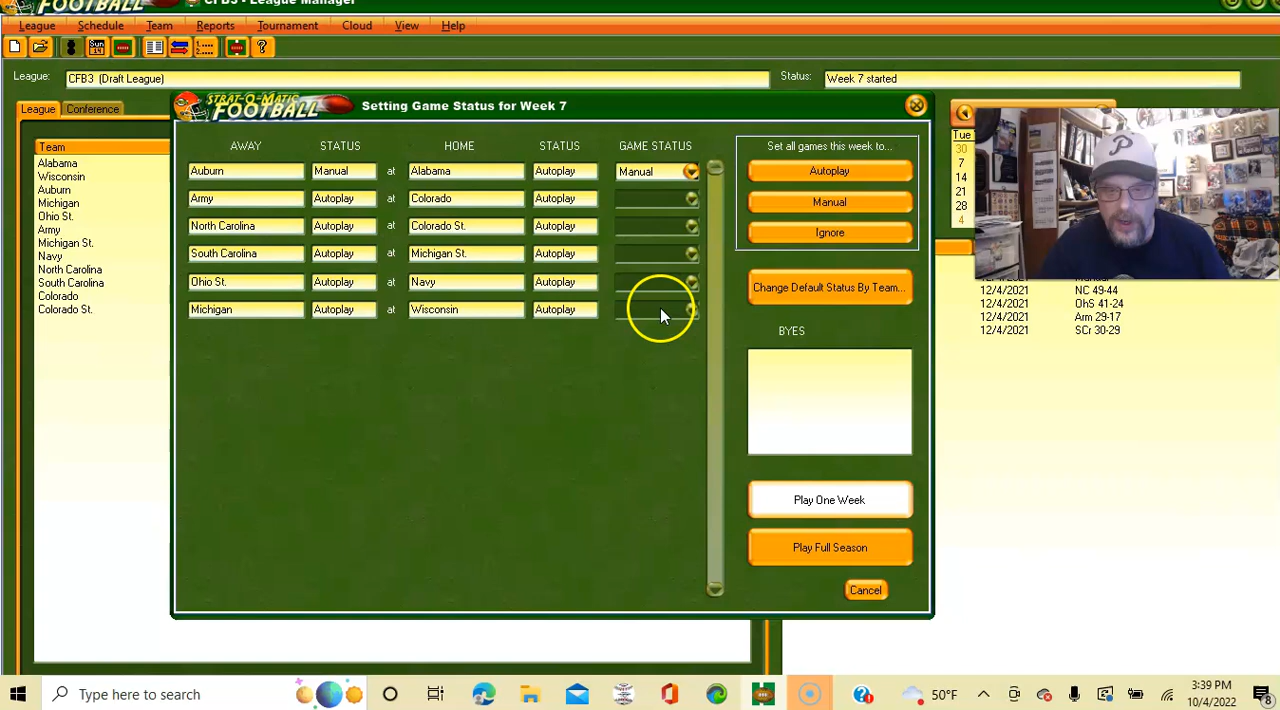 FOOTBALL CFB3 - League Manager
League Schedule Team Reports Tournament Cloud View Help
League: CFB3 (Draft League) Status: Week 7 started
League Conference
Team
Alabama
Wisconsin
Auburn
Michigan
Ohio St.
Army
Michigan St.
Navy
North Carolina
South Carolina
Colorado
Colorado St.
STRAT-O-MATIC FOOTBALL Setting Game Status for Week 7
AWAY STATUS HOME STATUS GAME STATUS
Auburn Manual at Alabama Autoplay Manual
Army Autoplay at Colorado Autoplay
North Carolina Autoplay at Colorado St. Autoplay
South Carolina Autoplay at Michigan St. Autoplay
Ohio St. Autoplay at Navy Autoplay
Michigan Autoplay at Wisconsin Autoplay
Set all games this week to...
Autoplay
Manual
Ignore
Change Default Status By Team...
BYES
Play One Week
Play Full Season
Cancel
Tue
30
7
14
21
28
4
12/4/2021 NC 49-44
12/4/2021 OhS 41-24
12/4/2021 Arm 29-17
12/4/2021 SCr 30-29
P
Type here to search
50°F
3:39 PM
10/4/2022
8